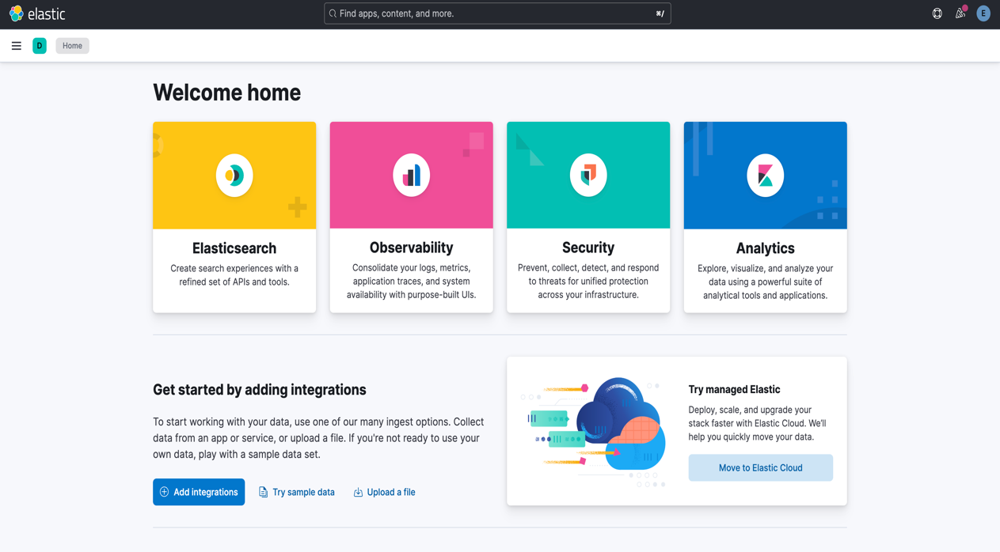 elastic
Find apps, content, and more.
⌘/
E
D
Home
Welcome home
Elasticsearch
Create search experiences with a
refined set of APIs and tools.
Observability
Consolidate your logs, metrics,
application traces, and system
availability with purpose-built UIs.
Security
Prevent, collect, detect, and respond
to threats for unified protection
across your infrastructure.
Analytics
Explore, visualize, and analyze your
data using a powerful suite of
analytical tools and applications.
Get started by adding integrations
To start working with your data, use one of our many ingest options. Collect
data from an app or service, or upload a file. If you're not ready to use your
own data, play with a sample data set.
Add integrations
Try sample data
Upload a file
Try managed Elastic
Deploy, scale, and upgrade your
stack faster with Elastic Cloud. We'll
help you quickly move your data.
Move to Elastic Cloud